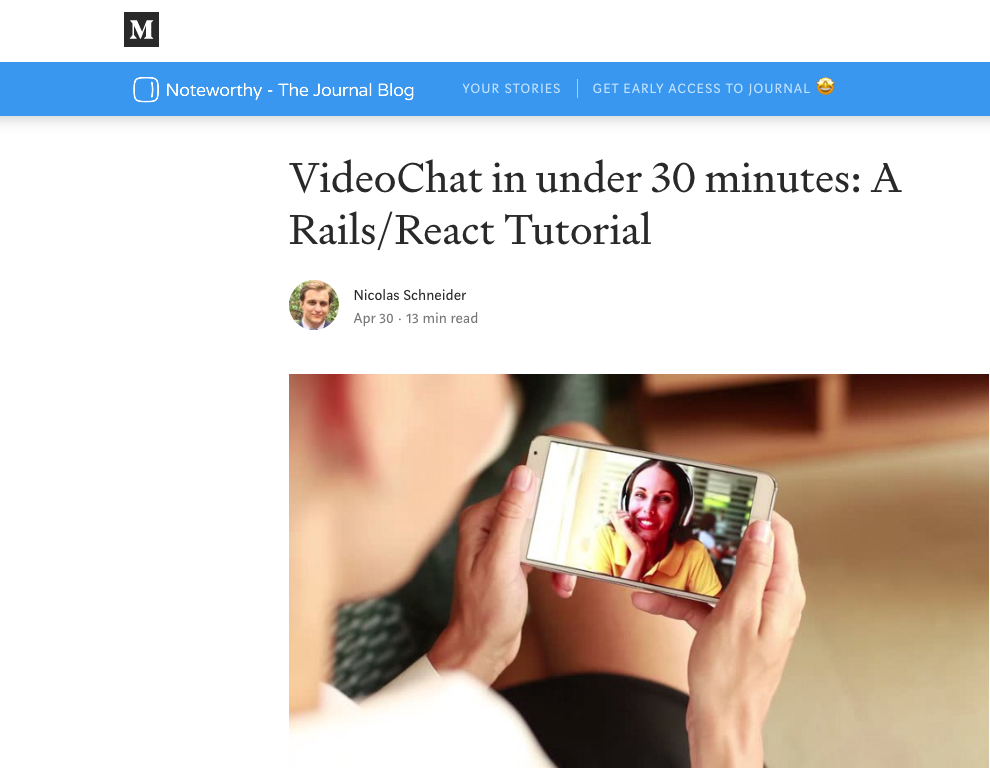 M
Noteworthy - The Journal Blog
YOUR STORIES
GET EARLY ACCESS TO JOURNAL 🤩
VideoChat in under 30 minutes: A
Rails/React Tutorial
Nicolas Schneider
Apr 30 · 13 min read